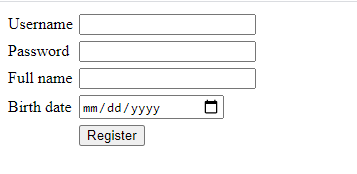 Username
Password
Full name
Birth date mm/dd/yyyy
Register